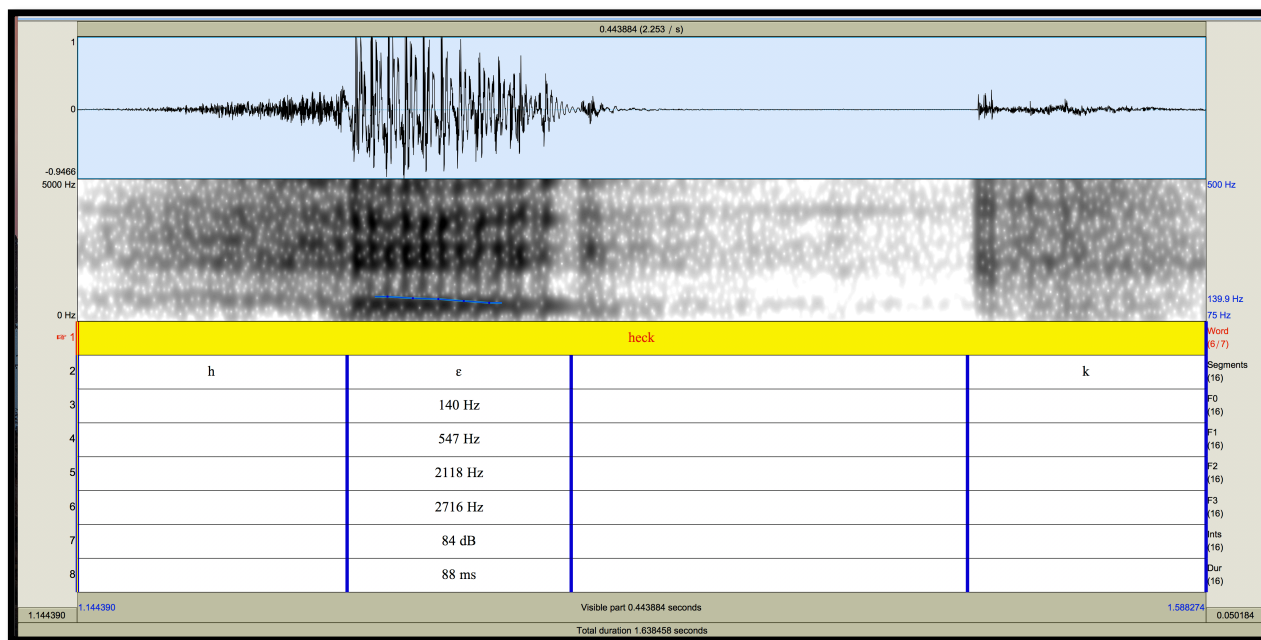 0.443884 (2.253 / s)
1
0
-0.9466
5000 Hz
500 Hz
139.9 Hz
0 Hz
75 Hz
1 heck Word (6/7)
2 h ɛ k Segments (16)
3 140 Hz F0 (16)
4 547 Hz F1 (16)
5 2118 Hz F2 (16)
6 2716 Hz F3 (16)
7 84 dB Ints (16)
8 88 ms Dur (16)
1.144390 Visible part 0.443884 seconds 1.588274
1.144390 0.050184
Total duration 1.638458 seconds